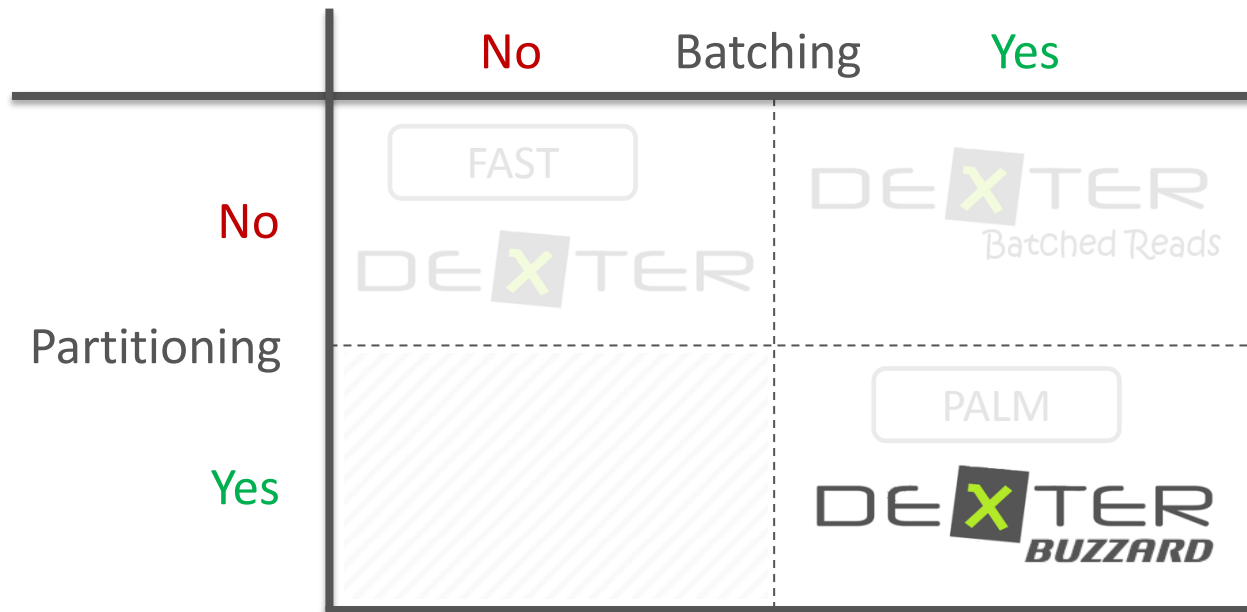 No Batching Yes
FAST
DEXTER
Batched Reads
No
DEXTER
Partitioning
PALM
Yes
DEXTER
BUZZARD